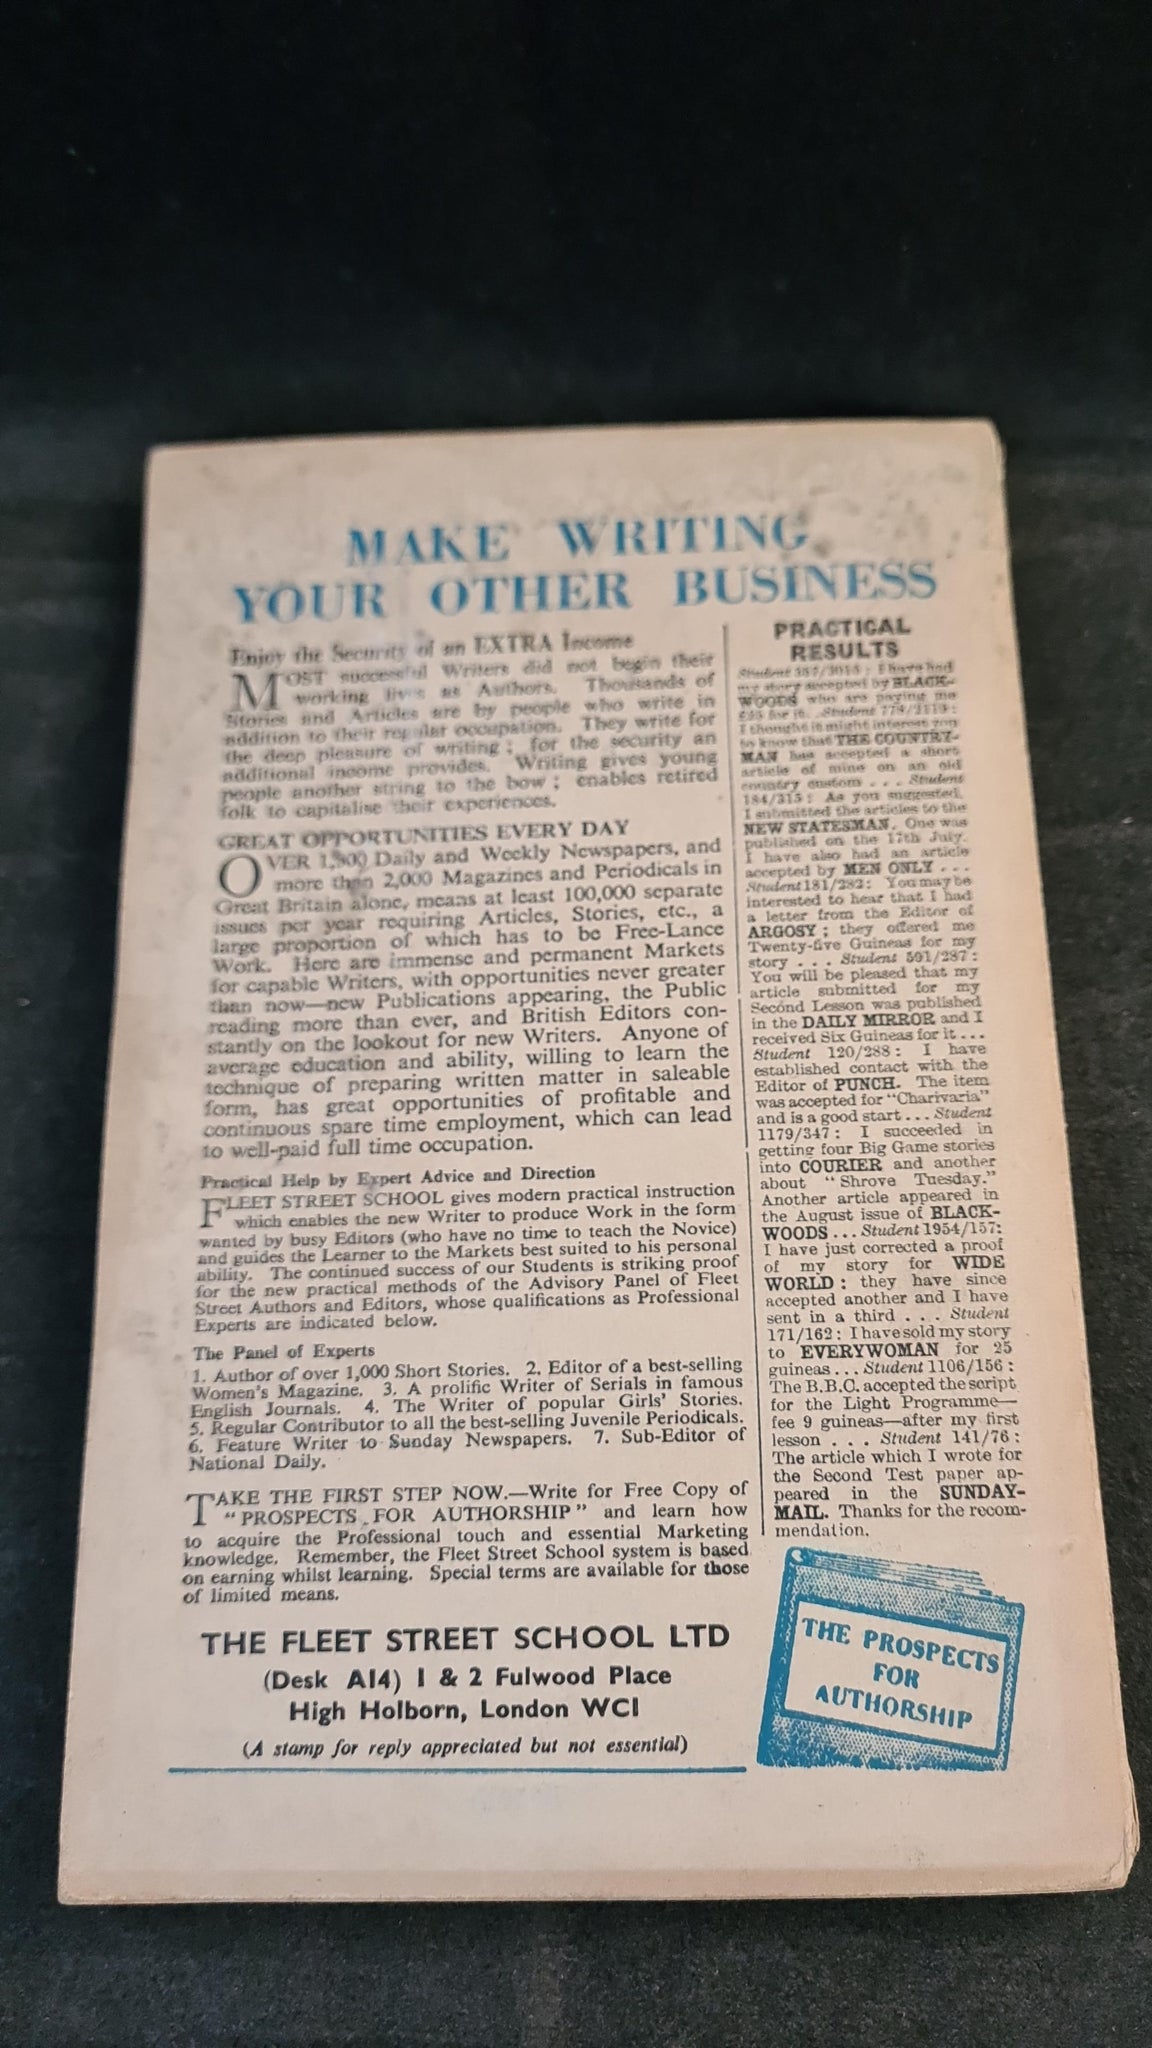 MAKE WRITING
YOUR OTHER BUSINESS
Enjoy the Security of an EXTRA Income
MOST successful Writers did not begin their
working lives as Authors. Thousands of
Stories and Articles are by people who write in
addition to their regular occupation. They write for
the deep pleasure of writing; for the security an
additional income provides. Writing gives young
people another string to the bow; enables retired
folk to capitalise their experiences.
GREAT OPPORTUNITIES EVERY DAY
OVER 1,300 Daily and Weekly Newspapers, and
more than 2,000 Magazines and Periodicals in
Great Britain alone, means at least 100,000 separate
issues per year requiring Articles, Stories, etc., a
large proportion of which has to be Free-Lance
Work. Here are immense and permanent Markets
for capable Writers, with opportunities never greater
than now—new Publications appearing, the Public
reading more than ever, and British Editors con-
stantly on the lookout for new Writers. Anyone of
average education and ability, willing to learn the
technique of preparing written matter in saleable
form, has great opportunities of profitable and
continuous spare time employment, which can lead
to well-paid full time occupation.
Practical Help by Expert Advice and Direction
FLEET STREET SCHOOL gives modern practical instruction
which enables the new Writer to produce Work in the form
wanted by busy Editors (who have no time to teach the Novice)
and guides the Learner to the Markets best suited to his personal
ability. The continued success of our Students is striking proof
for the new practical methods of the Advisory Panel of Fleet
Street Authors and Editors, whose qualifications as Professional
Experts are indicated below.
The Panel of Experts
1. Author of over 1,000 Short Stories. 2. Editor of a best-selling
Women's Magazine. 3. A prolific Writer of Serials in famous
English Journals. 4. The Writer of popular Girls' Stories.
5. Regular Contributor to all the best-selling Juvenile Periodicals.
6. Feature Writer to Sunday Newspapers. 7. Sub-Editor of
National Daily.
TAKE THE FIRST STEP NOW.—Write for Free Copy of
"PROSPECTS FOR AUTHORSHIP" and learn how
to acquire the Professional touch and essential Marketing
knowledge. Remember, the Fleet Street School system is based
on earning whilst learning. Special terms are available for those
of limited means.
THE FLEET STREET SCHOOL LTD
(Desk A14) 1 & 2 Fulwood Place
High Holborn, London WC1
(A stamp for reply appreciated but not essential)
PRACTICAL
RESULTS
Student : I have had
my story accepted by BLACK-
WOODS who are paying me
£25 for it. . Student
I thought it might interest you
to know that THE COUNTRY-
MAN has accepted a short
article of mine on an old
country custom . . . Student
184/315: As you suggested,
I submitted the articles to the
NEW STATESMAN. One was
published on the 17th July.
I have also had an article
accepted by MEN ONLY . . .
Student 181/282: You may be
interested to hear that I had
a letter from the Editor of
ARGOSY; they offered me
Twenty-five Guineas for my
story . . . Student 591/287:
You will be pleased that my
article submitted for my
Second Lesson was published
in the DAILY MIRROR and I
received Six Guineas for it . . .
Student 120/288: I have
established contact with the
Editor of PUNCH. The item
was accepted for "Charivaria"
and is a good start . . . Student
1179/347: I succeeded in
getting four Big Game stories
into COURIER and another
about "Shrove Tuesday."
Another article appeared in
the August issue of BLACK-
WOODS . . . Student 1954/157:
I have just corrected a proof
of my story for WIDE
WORLD: they have since
accepted another and I have
sent in a third . . . Student
171/162: I have sold my story
to EVERYWOMAN for 25
guineas . . . Student 1106/156:
The B.B.C. accepted the script
for the Light Programme—
fee 9 guineas—after my first
lesson . . . Student 141/76:
The article which I wrote for
the Second Test paper ap-
peared in the SUNDAY-
MAIL. Thanks for the recom-
mendation.
THE PROSPECTS
FOR
AUTHORSHIP